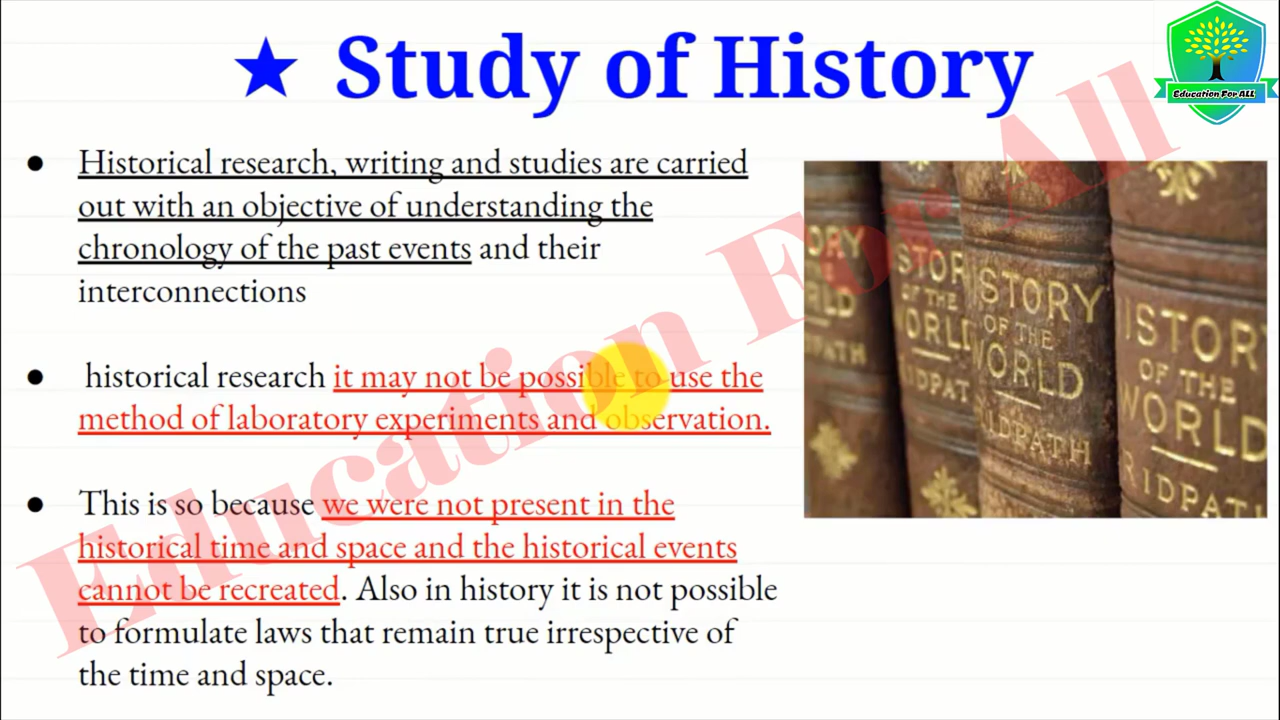 ★ Study of History
Education For ALL
● Historical research, writing and studies are carried
out with an objective of understanding the
chronology of the past events and their
interconnections
● historical research it may not be possible to use the
method of laboratory experiments and observation.
● This is so because we were not present in the
historical time and space and the historical events
cannot be recreated. Also in history it is not possible
to formulate laws that remain true irrespective of
the time and space.
Education For All
STORY
OF THE
WORLD
RIDPATH
HISTORY
OF THE
WORLD
RIDPATH
ISTORY
OF THE
WORLD
RIDPAT